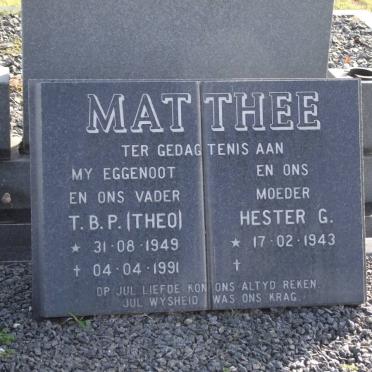 MATTHEE
TER GEDAGTENIS AAN
MY EGGENOOT
EN ONS VADER
T.B.P. (THEO)
* 31-08-1949
† 04-04-1991
EN ONS
MOEDER
HESTER G.
* 17-02-1943
†
OP JUL LIEFDE KON ONS ALTYD REKEN.
JUL WYSHEID WAS ONS KRAG.